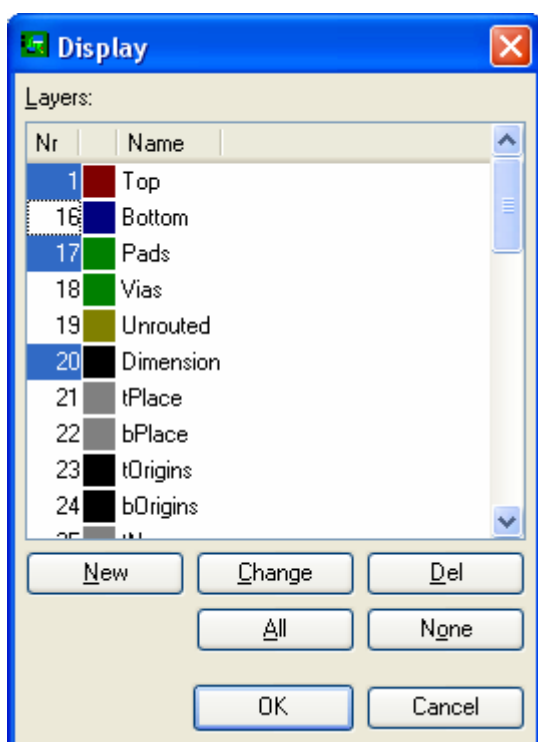 Display
Layers:
Nr Name
1 Top
16 Bottom
17 Pads
18 Vias
19 Unrouted
20 Dimension
21 tPlace
22 bPlace
23 tOrigins
24 bOrigins
New Change Del
All None
OK Cancel